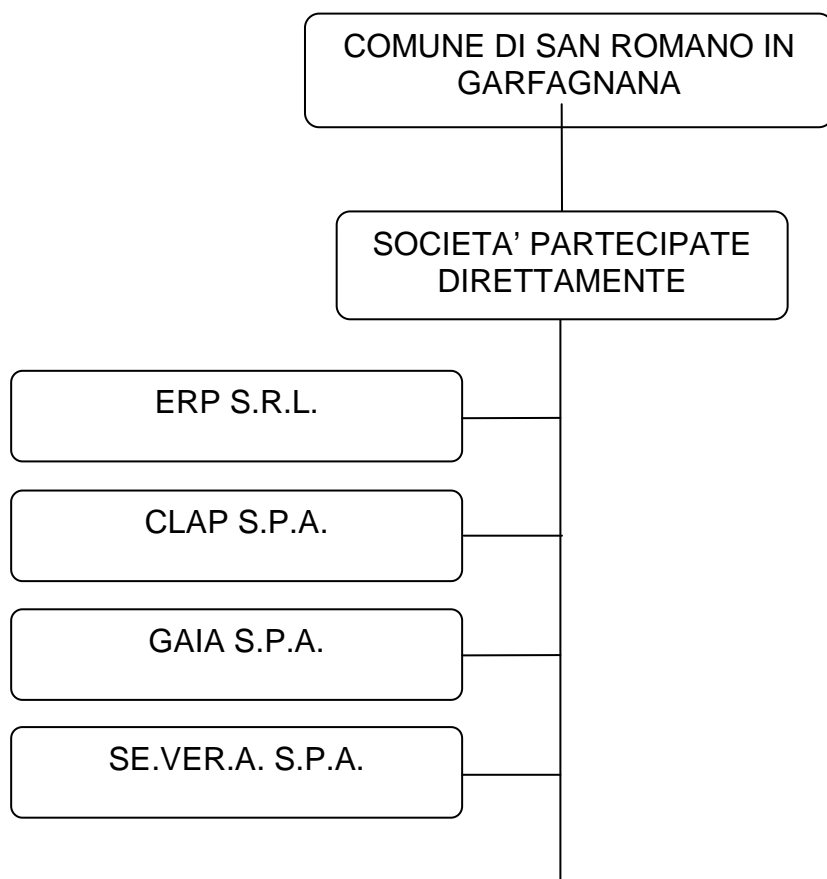 COMUNE DI SAN ROMANO IN
GARFAGNANA
SOCIETA’ PARTECIPATE
DIRETTAMENTE
ERP S.R.L.
CLAP S.P.A.
GAIA S.P.A.
SE.VER.A. S.P.A.